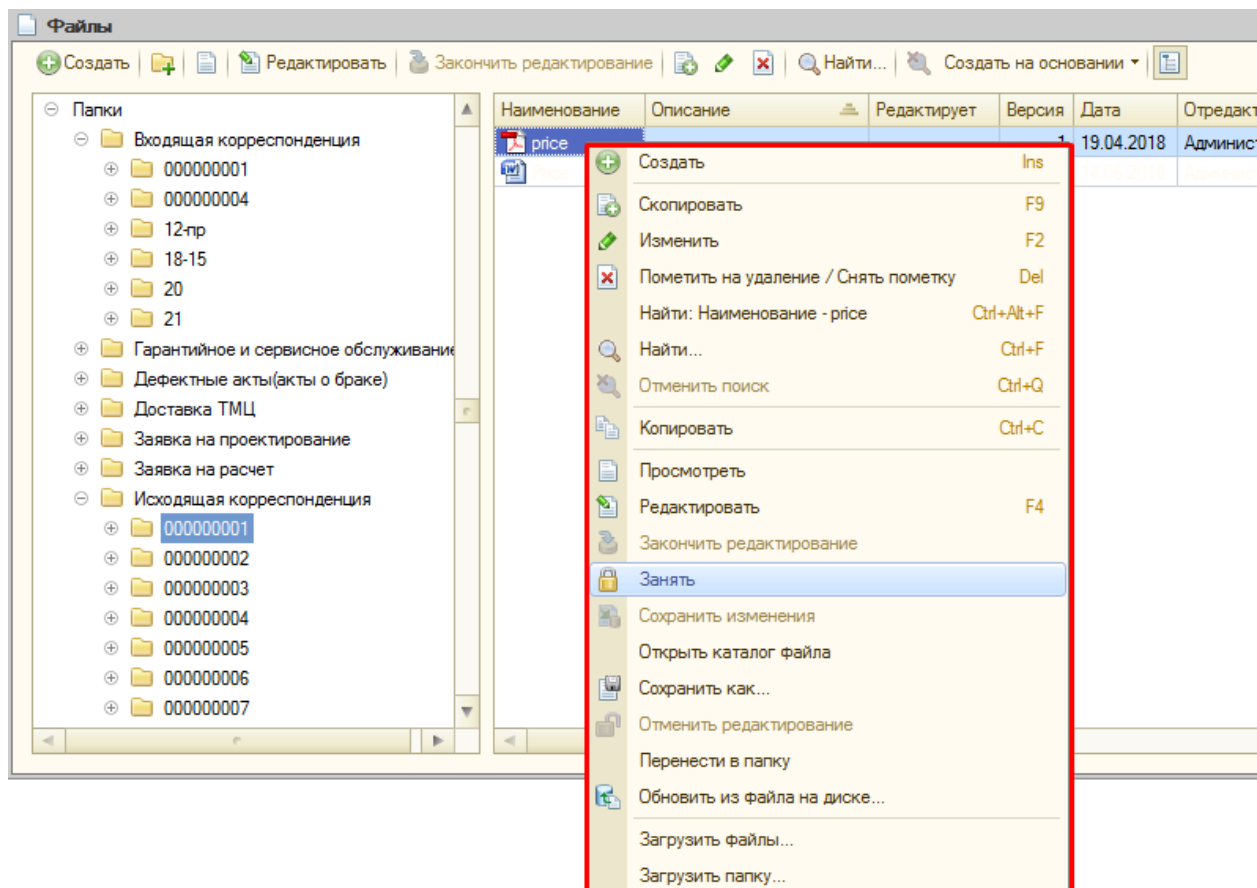 Файлы
Создать Редактировать Закончить редактирование Найти... Создать на основании
Папки
Входящая корреспонденция
000000001
000000004
12-пр
18-15
20
21
Гарантийное и сервисное обслуживание
Дефектные акты(акты о браке)
Доставка ТМЦ
Заявка на проектирование
Заявка на расчет
Исходящая корреспонденция
000000001
000000002
000000003
000000004
000000005
000000006
000000007
Наименование Описание Редактирует Версия Дата Отредакт
price 1 19.04.2018 Админис
Создать Ins
Скопировать F9
Изменить F2
Пометить на удаление / Снять пометку Del
Найти: Наименование - price Ctrl+Alt+F
Найти... Ctrl+F
Отменить поиск Ctrl+Q
Копировать Ctrl+C
Просмотреть
Редактировать F4
Закончить редактирование
Занять
Сохранить изменения
Открыть каталог файла
Сохранить как...
Отменить редактирование
Перенести в папку
Обновить из файла на диске...
Загрузить файлы...
Загрузить папку...